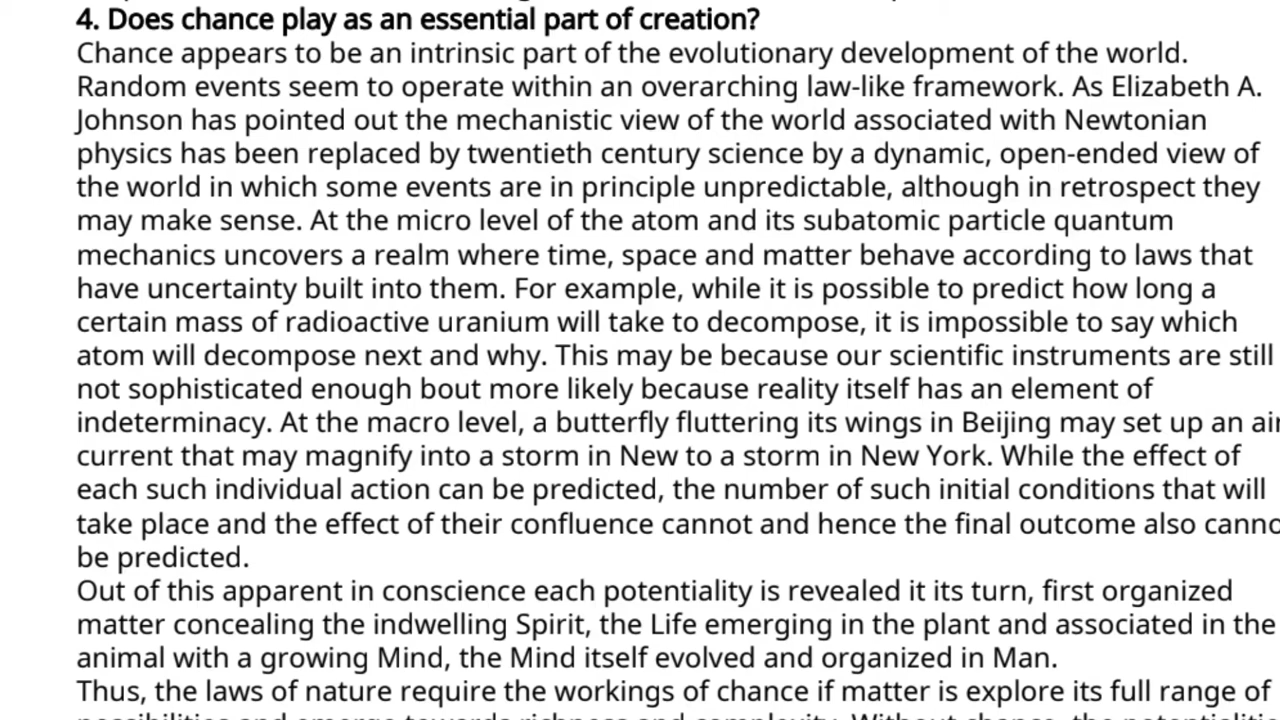 4. Does chance play as an essential part of creation?
Chance appears to be an intrinsic part of the evolutionary development of the world.
Random events seem to operate within an overarching law-like framework. As Elizabeth A.
Johnson has pointed out the mechanistic view of the world associated with Newtonian
physics has been replaced by twentieth century science by a dynamic, open-ended view of
the world in which some events are in principle unpredictable, although in retrospect they
may make sense. At the micro level of the atom and its subatomic particle quantum
mechanics uncovers a realm where time, space and matter behave according to laws that
have uncertainty built into them. For example, while it is possible to predict how long a
certain mass of radioactive uranium will take to decompose, it is impossible to say which
atom will decompose next and why. This may be because our scientific instruments are still
not sophisticated enough bout more likely because reality itself has an element of
indeterminacy. At the macro level, a butterfly fluttering its wings in Beijing may set up an air
current that may magnify into a storm in New to a storm in New York. While the effect of
each such individual action can be predicted, the number of such initial conditions that will
take place and the effect of their confluence cannot and hence the final outcome also canno
be predicted.
Out of this apparent in conscience each potentiality is revealed it its turn, first organized
matter concealing the indwelling Spirit, the Life emerging in the plant and associated in the
animal with a growing Mind, the Mind itself evolved and organized in Man.
Thus, the laws of nature require the workings of chance if matter is explore its full range of